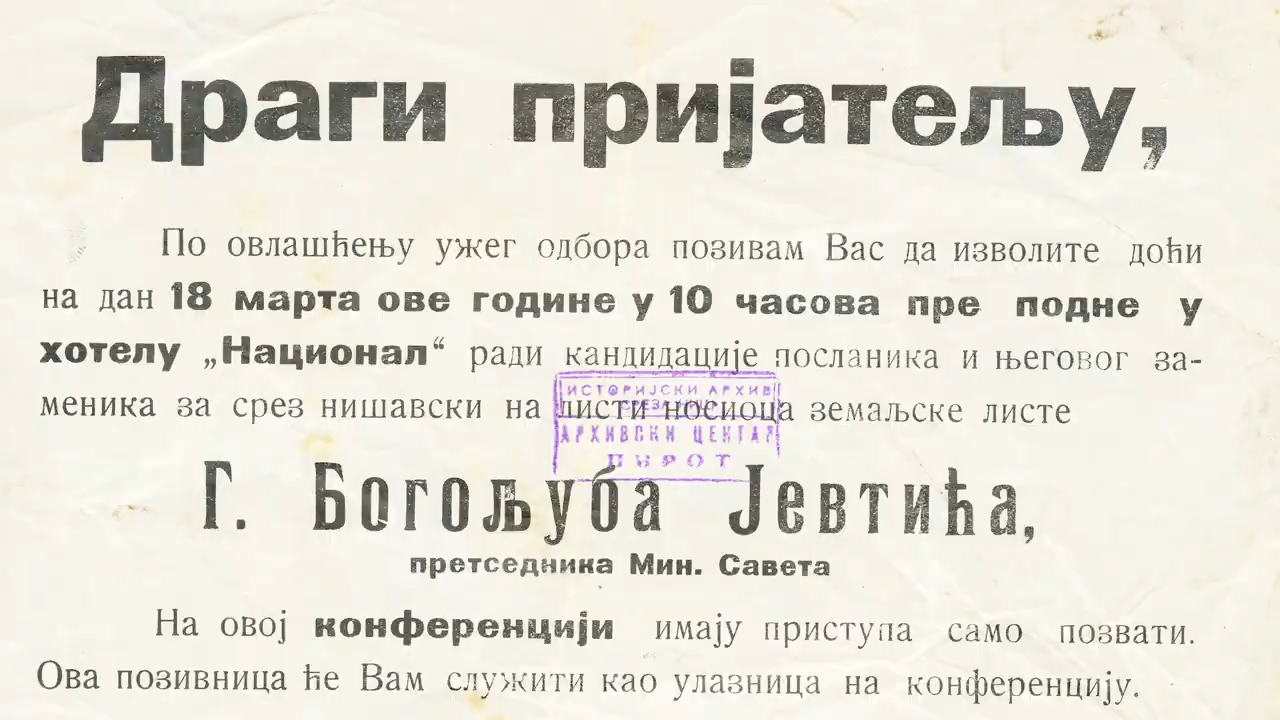 Драги пријатељу,
По овлашћењу ужег одбора позивам Вас да изволите доћи
на дан 18 марта ове године у 10 часова пре подне у
хотелу „Национал“ ради кандидације посланика и његовог за-
меника за срез нишавски на листи носиоца земаљске листе
ИСТОРИЈСКИ АРХИВ
АРХИВСКИ ЦЕНТАР
ПИРОТ
Г. Богољуба Јевтића,
претседника Мин. Савета
На овој конференцији имају приступа само позвати.
Ова позивница ће Вам служити као улазница на конференцију.